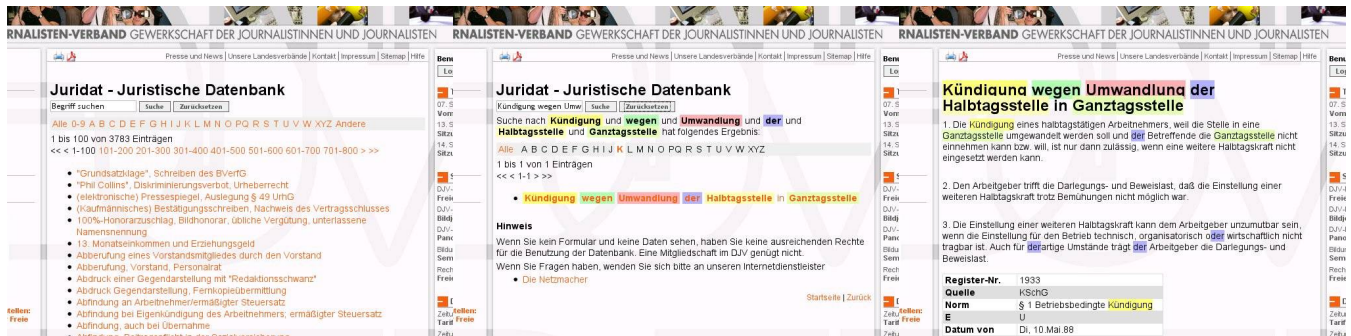 RNALISTEN-VERBAND GEWERKSCHAFT DER JOURNALISTINNEN UND JOURNALISTEN
Presse und News | Unsere Landesverbände | Kontakt | Impressum | Sitemap | Hilfe
Juridat - Juristische Datenbank
Begriff suchen Suche Zurücksetzen
Alle 0-9 A B C D E F G H I J K L M N O P Q R S T U V W XYZ Andere
1 bis 100 von 3783 Einträgen
<< < 1-100 101-200 201-300 301-400 401-500 501-600 601-700 701-800 > >>
"Grundsatzklage", Schreiben des BVerfG
"Phil Collins", Diskriminierungsverbot, Urheberrecht
(elektronische) Pressespiegel, Auslegung § 49 UrhG
(Kaufmännisches) Bestätigungsschreiben, Nachweis des Vertragsschlusses
100%-Honorarzuschlag, Bildhonorar, übliche Vergütung, unterlassene
Namensnennung
13. Monatseinkommen und Erziehungsgeld
Abberufung eines Vorstandsmitgliedes durch den Vorstand
Abberufung, Vorstand, Personalrat
Abdruck einer Gegendarstellung mit "Redaktionsschwanz"
Abdruck Gegendarstellung, Fernkopieübermittlung
Abfindung an Arbeitnehmer/ermäßigter Steuersatz
Abfindung bei Eigenkündigung des Arbeitnehmers; ermäßigter Steuersatz
Abfindung, auch bei Übernahme
RNALISTEN-VERBAND GEWERKSCHAFT DER JOURNALISTINNEN UND JOURNALISTEN
Presse und News | Unsere Landesverbände | Kontakt | Impressum | Sitemap | Hilfe
Juridat - Juristische Datenbank
Kündigung wegen Umw Suche Zurücksetzen
Suche nach Kündigung und wegen und Umwandlung und der und
Halbtagsstelle und Ganztagsstelle hat folgendes Ergebnis:
Alle A B C D E F G H I J K L M N O P Q R S T U V W XYZ
1 bis 1 von 1 Einträgen
<< < 1-1 > >>
Kündigung wegen Umwandlung der Halbtagsstelle in Ganztagsstelle
Hinweis
Wenn Sie kein Formular und keine Daten sehen, haben Sie keine ausreichenden Rechte
für die Benutzung der Datenbank. Eine Mitgliedschaft im DJV genügt nicht.
Wenn Sie Fragen haben, wenden Sie sich bitte an unseren Internetdienstleister
Die Netzmacher
Startseite | Zurück
RNALISTEN-VERBAND GEWERKSCHAFT DER JOURNALISTINNEN UND JOURNALISTEN
Presse und News | Unsere Landesverbände | Kontakt | Impressum | Sitemap | Hilfe
Kündigung wegen Umwandlung der
Halbtagsstelle in Ganztagsstelle
1. Die Kündigung eines halbtagstätigen Arbeitnehmers, weil die Stelle in eine
Ganztagsstelle umgewandelt werden soll und der Betreffende die Ganztagsstelle nicht
einnehmen kann bzw. will, ist nur dann zulässig, wenn eine weitere Halbtagskraft nicht
eingesetzt werden kann.
2. Den Arbeitgeber trifft die Darlegungs- und Beweislast, daß die Einstellung einer
weiteren Halbtagskraft trotz Bemühungen nicht möglich war.
3. Die Einstellung einer weiteren Halbtagskraft kann dem Arbeitgeber unzumutbar sein,
wenn die Einstellung für den Betrieb technisch, organisatorisch oder wirtschaftlich nicht
tragbar ist. Auch für derartige Umstände trägt der Arbeitgeber die Darlegungs- und
Beweislast.
Register-Nr. 1933
Quelle KSchG
Norm § 1 Betriebsbedingte Kündigung
E U
Datum von Di, 10.Mai.88